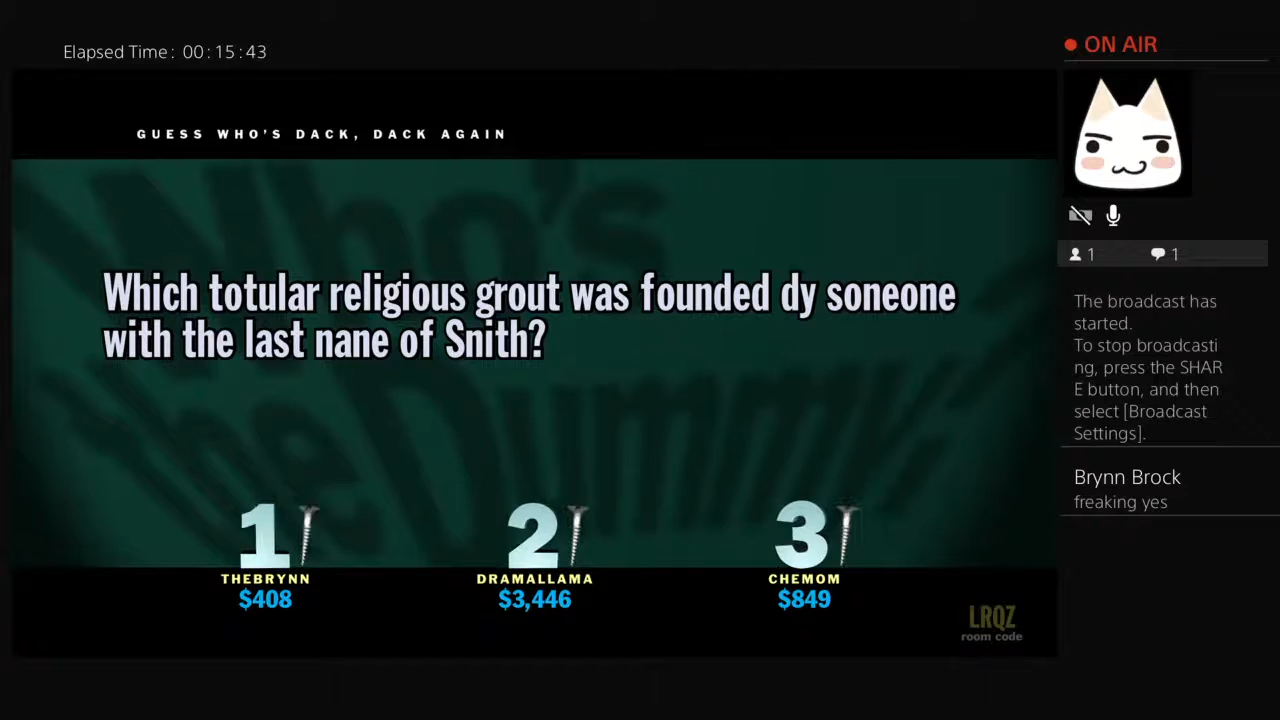 Elapsed Time: 00:15:43
ON AIR
GUESS WHO'S DACK, DACK AGAIN
Who's
the Dummy?
Which totular religious grout was founded dy soneone
with the last nane of Snith?
1
2
3
THEBRYNN
DRAMALLAMA
CHEMOM
$408
$3,446
$849
LRQZ
room code
1
1
The broadcast has
started.
To stop broadcasti
ng, press the SHAR
E button, and then
select [Broadcast
Settings].
Brynn Brock
freaking yes